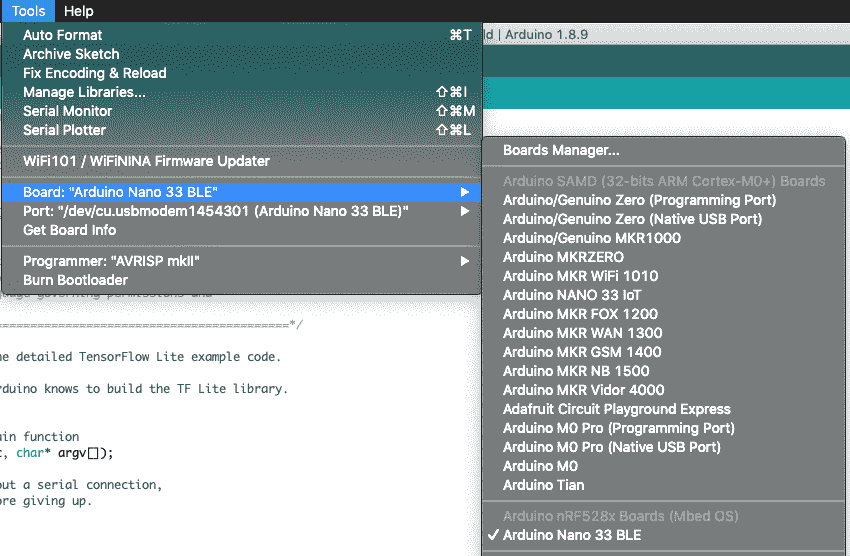 Tools Help
Auto Format ⌘T
Archive Sketch
Fix Encoding & Reload
Manage Libraries... ⇧⌘I
Serial Monitor ⇧⌘M
Serial Plotter ⇧⌘L
WiFi101 / WiFiNINA Firmware Updater
Board: "Arduino Nano 33 BLE"
Port: "/dev/cu.usbmodem1454301 (Arduino Nano 33 BLE)"
Get Board Info
Programmer: "AVRISP mkII"
Burn Bootloader
d | Arduino 1.8.9
Boards Manager...
Arduino SAMD (32-bits ARM Cortex-M0+) Boards
Arduino/Genuino Zero (Programming Port)
Arduino/Genuino Zero (Native USB Port)
Arduino/Genuino MKR1000
Arduino MKRZERO
Arduino MKR WiFi 1010
Arduino NANO 33 IoT
Arduino MKR FOX 1200
Arduino MKR WAN 1300
Arduino MKR GSM 1400
Arduino MKR NB 1500
Arduino MKR Vidor 4000
Adafruit Circuit Playground Express
Arduino M0 Pro (Programming Port)
Arduino M0 Pro (Native USB Port)
Arduino M0
Arduino Tian
Arduino nRF528x Boards (Mbed OS)
✓ Arduino Nano 33 BLE
governing permissions and
=========================================*/
detailed TensorFlow Lite example code.
knows to build the TF Lite library.
function
char* argv[]);
a serial connection,
giving up.